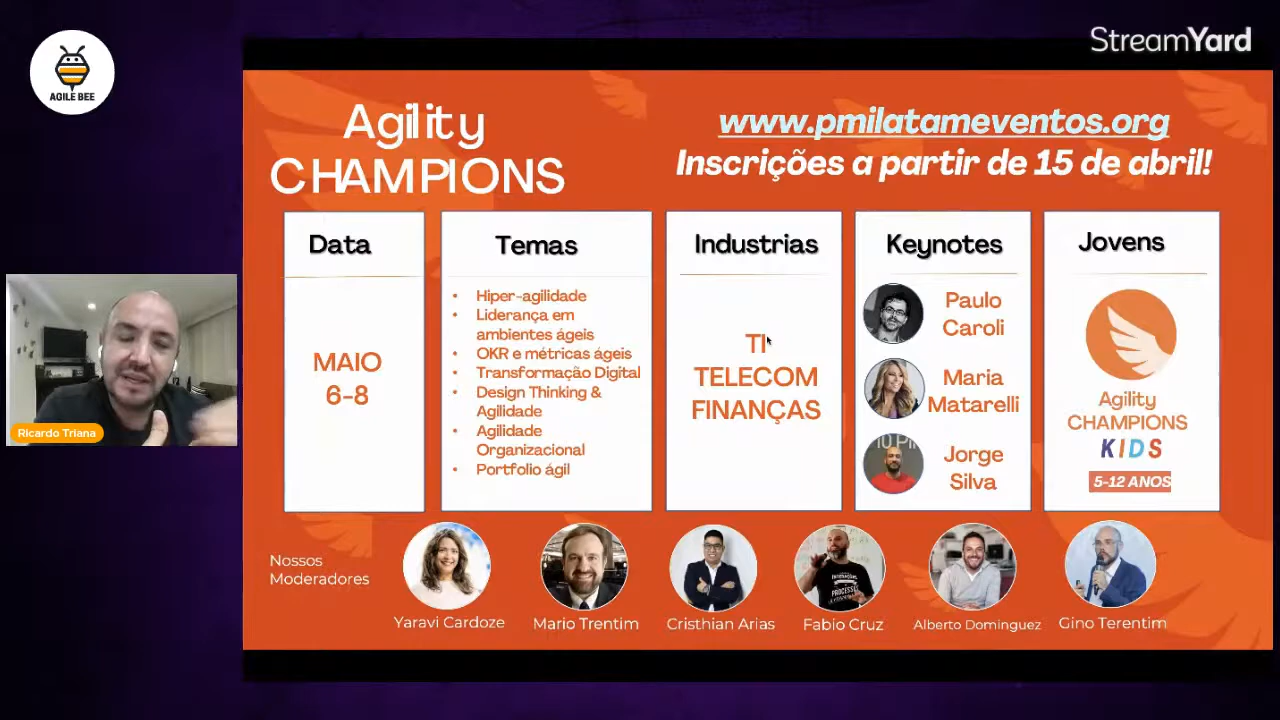 AGILE BEE
StreamYard
Agility
CHAMPIONS
www.pmilatameventos.org
Inscrições a partir de 15 de abril!
Data
MAIO
6-8
Temas
• Hiper-agilidade
• Liderança em
ambientes ágeis
• OKR e métricas ágeis
• Transformação Digital
• Design Thinking &
Agilidade
• Agilidade
Organizacional
• Portfolio ágil
Industrias
TI
TELECOM
FINANÇAS
Keynotes
Paulo
Caroli
Maria
Matarelli
Jorge
Silva
Jovens
Agility
CHAMPIONS
KIDS
5-12 ANOS
Ricardo Triana
Nossos
Moderadores
Yaravi Cardoze
Mario Trentim
Cristhian Arias
Fabio Cruz
Alberto Dominguez
Gino Terentim